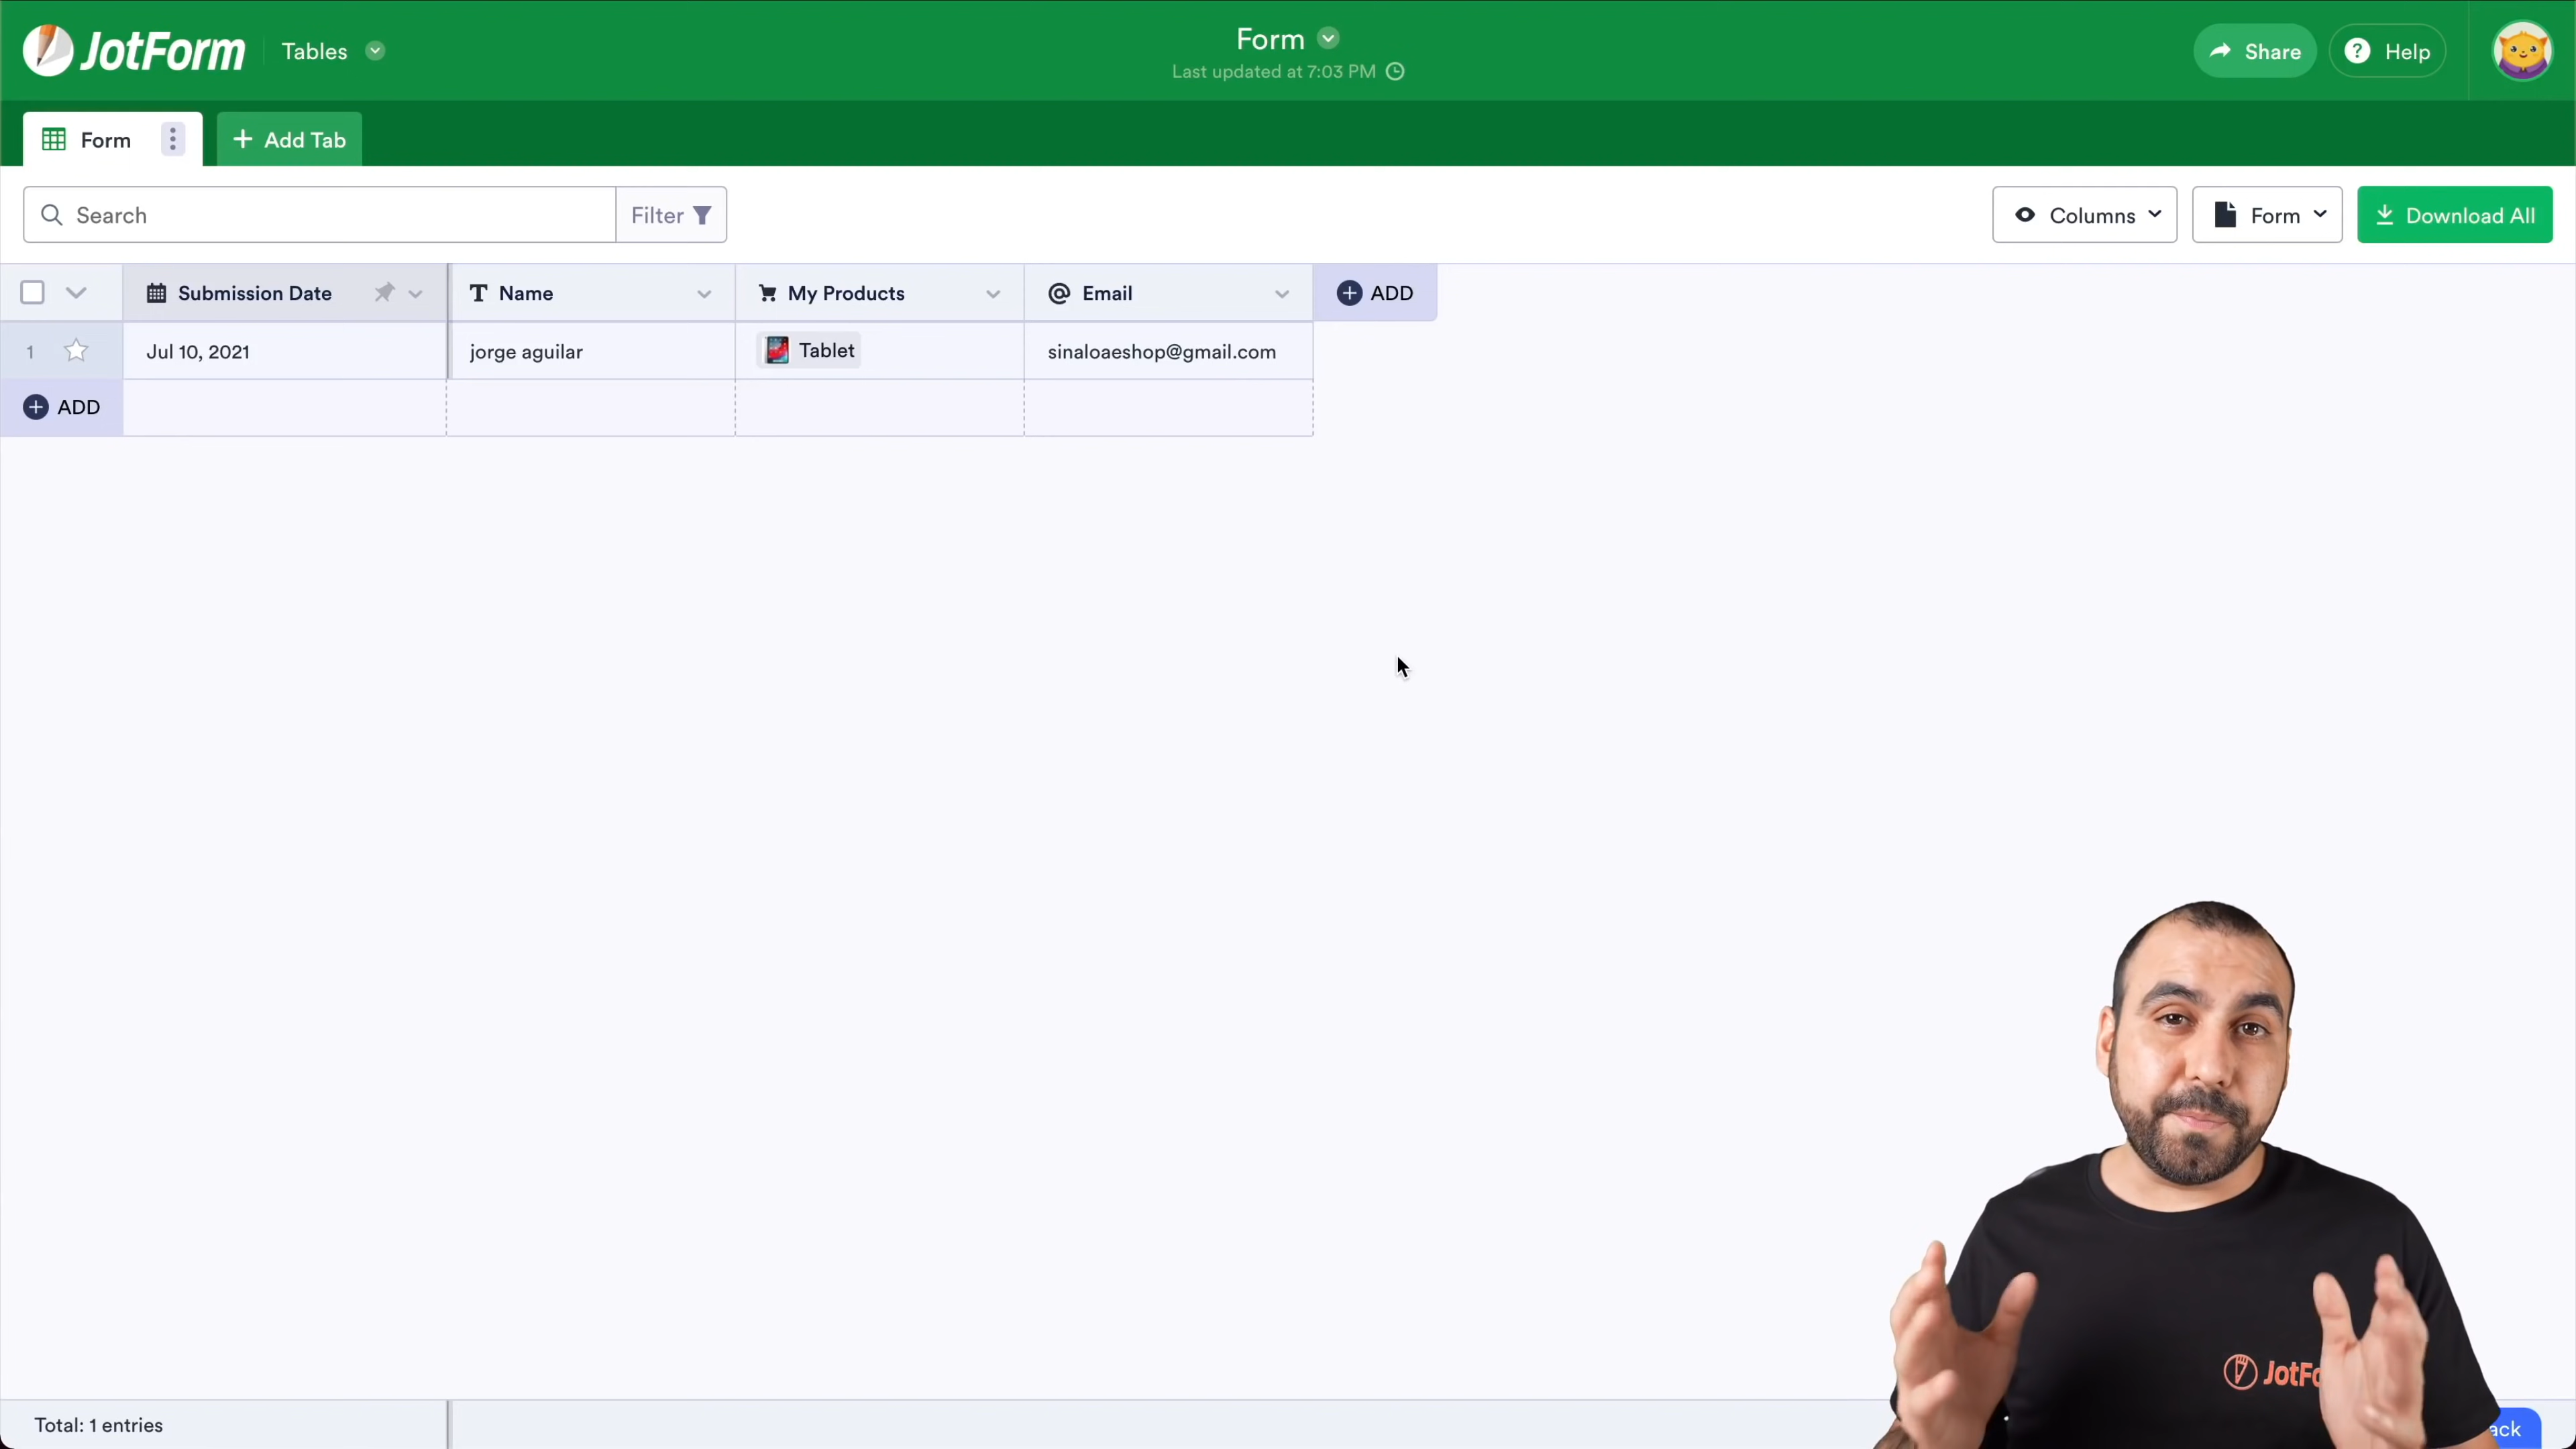 JotForm Tables
Form
Last updated at 7:03 PM
Share
Help
Form
+ Add Tab
Search
Filter
Columns
Form
Download All
Submission Date
Name
My Products
Email
ADD
1 Jul 10, 2021 jorge aguilar Tablet sinaloaeshop@gmail.com
ADD
Total: 1 entries